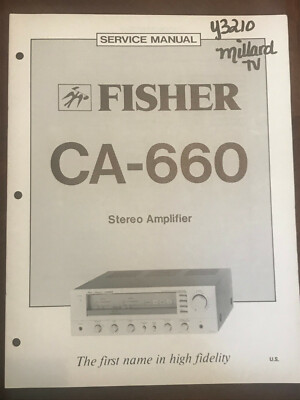 SERVICE MANUAL
y3210
Millard
TV
FISHER
CA-660
Stereo Amplifier
The first name in high fidelity
U.S.